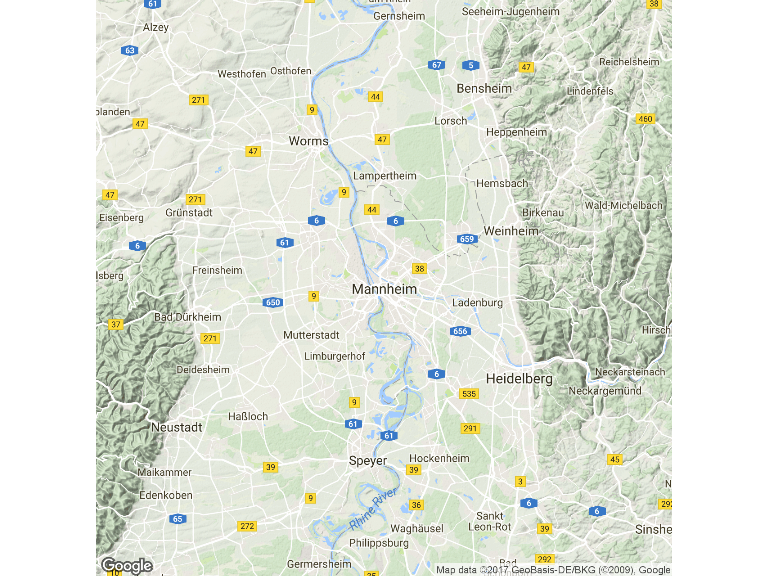 am Rhein
61
Gernsheim
Seeheim-Jugenheim
38
Alzey
63
Westhofen
Osthofen
67
5
47
Reichelsheim
Bensheim
Lindenfels
271
9
44
Lorsch
460
47
Heppenheim
Worms
47
47
Lampertheim
Hemsbach
47
271
9
Eisenberg
Grünstadt
44
Birkenau
Wald-Michelbach
6
6
Weinheim
6
61
659
Freinsheim
38
Mannheim
650
9
Ladenburg
Bad Dürkheim
37
Mutterstadt
656
271
Limburgerhof
Deidesheim
6
Heidelberg
Neckarsteinach
Neckargemünd
535
9
Haßloch
61
Neustadt
61
291
Speyer
Hockenheim
45
Maikammer
39
39
3
Edenkoben
9
Rhine River
36
6
6
292
65
272
Sankt
Leon-Rot
Waghäusel
39
Philippsburg
Germersheim
292
Google
10
35
Map data ©2017 GeoBasis-DE/BKG (©2009), Google